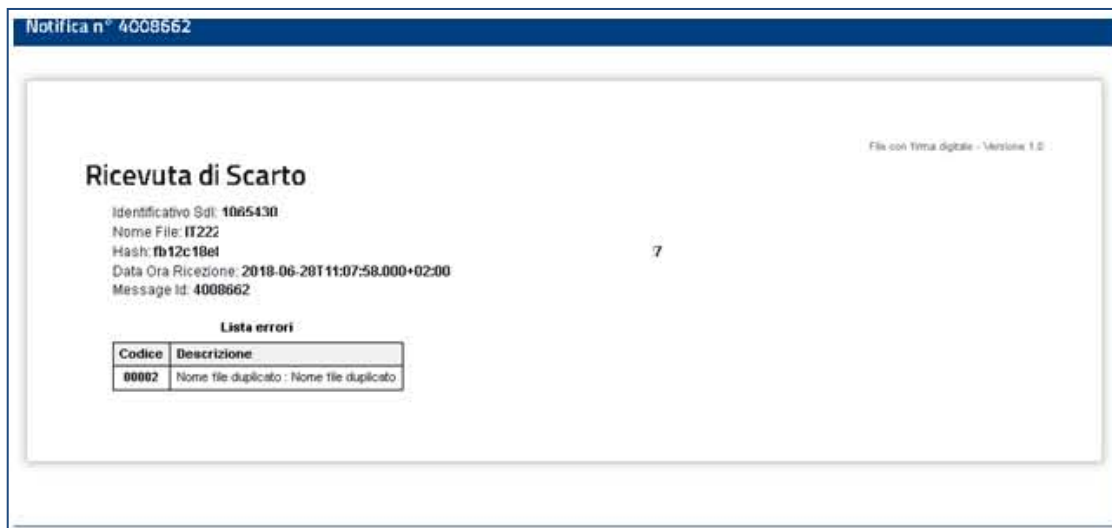 Notifica n° 4008662
File con firma digitale - Versione 1.0
Ricevuta di Scarto
Identificativo SdI: 1065430
Nome File: IT222
Hash: fb12c18e 7
Data Ora Ricezione: 2018-06-28T11:07:58.000+02:00
Message Id: 4008662
Lista errori
Codice Descrizione
00002 Nome file duplicato : Nome file duplicato